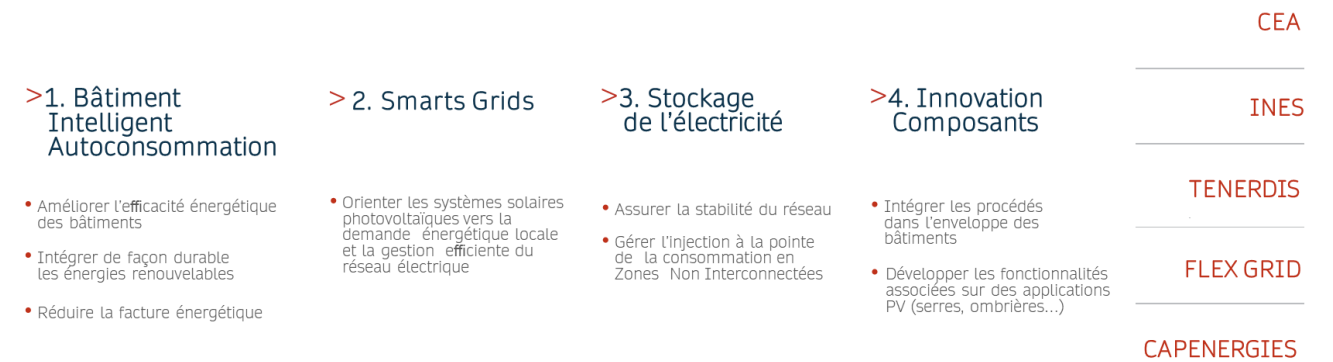 >1. Bâtiment
Intelligent
Autoconsommation
• Améliorer l'efficacité énergétique
des bâtiments
• Intégrer de façon durable
les énergies renouvelables
• Réduire la facture énergétique
> 2. Smarts Grids
• Orienter les systèmes solaires
photovoltaïques vers la
demande énergétique locale
et la gestion efficiente du
réseau électrique
>3. Stockage
de l'électricité
• Assurer la stabilité du réseau
• Gérer l'injection à la pointe
de la consommation en
Zones Non Interconnectées
>4. Innovation
Composants
• Intégrer les procédés
dans l'enveloppe des
bâtiments
• Développer les fonctionnalités
associées sur des applications
PV (serres, ombrières...)
CEA
INES
TENERDIS
FLEX GRID
CAPENERGIES